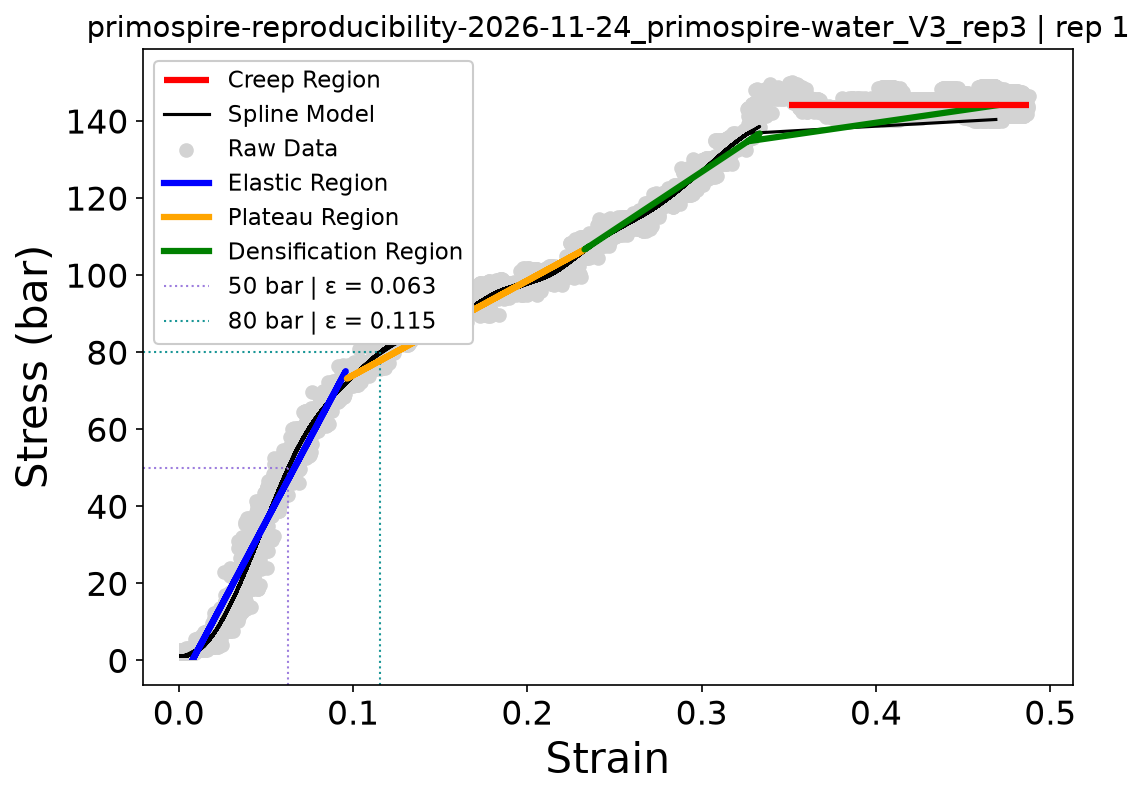 primospire-reproducibility-2026-11-24_primospire-water_V3_rep3 | rep 1
Creep Region
Spline Model
Raw Data
Elastic Region
Plateau Region
Densification Region
50 bar | ε = 0.063
80 bar | ε = 0.115
Stress (bar)
140
120
100
80
60
40
20
0
0.0 0.1 0.2 0.3 0.4 0.5
Strain